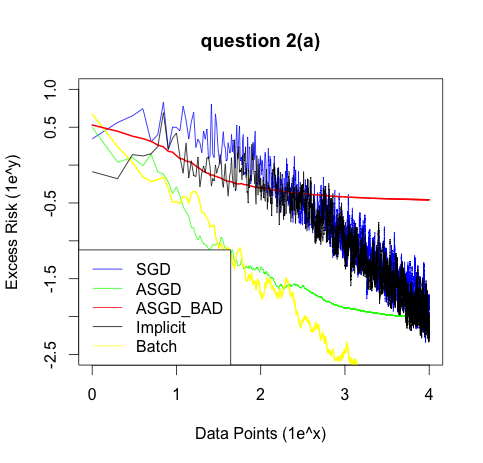 question 2(a)
Excess Risk (1e^y)
1.0
0.5
-0.5
-1.5
-2.5
SGD
ASGD
ASGD_BAD
Implicit
Batch
0 1 2 3 4
Data Points (1e^x)